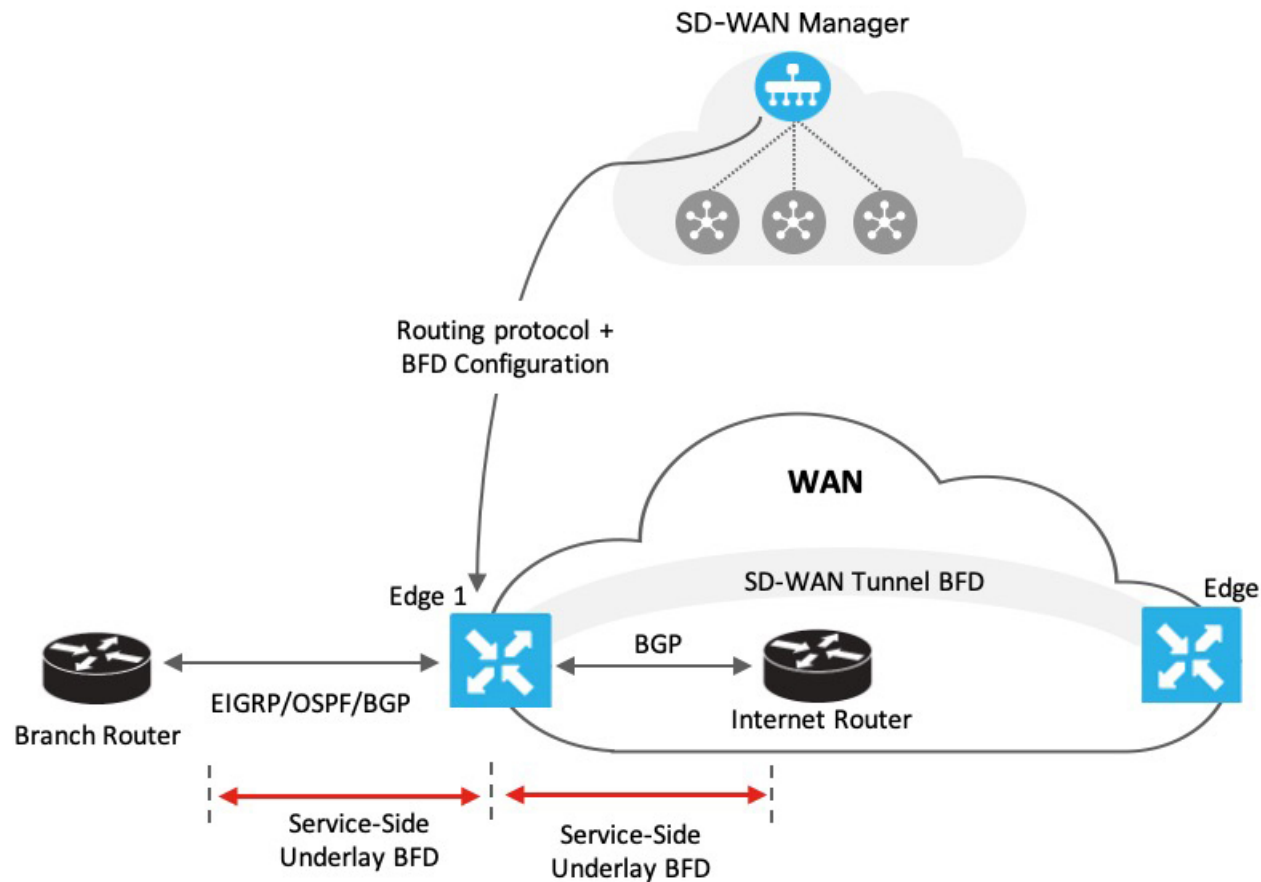 SD-WAN Manager
Routing protocol +
BFD Configuration
WAN
SD-WAN Tunnel BFD
Edge 1
Edge
BGP
EIGRP/OSPF/BGP
Internet Router
Branch Router
Service-Side
Underlay BFD
Service-Side
Underlay BFD